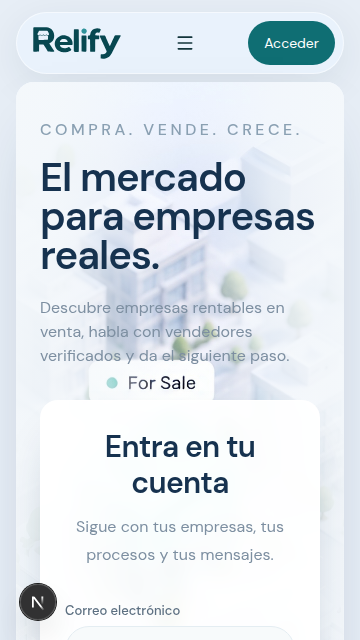 Relify
Acceder
COMPRA. VENDE. CRECE.
El mercado
para empresas
reales.
Descubre empresas rentables en
venta, habla con vendedores
verificados y da el siguiente paso.
For Sale
Entra en tu
cuenta
Sigue con tus empresas, tus
procesos y tus mensajes.
N
Correo electrónico